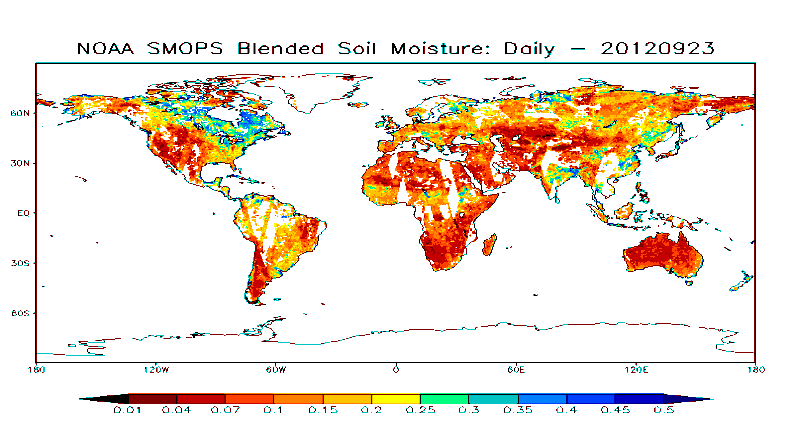 NOAA SMOPS Blended Soil Moisture: Daily – 20120923
60N
30N
EQ
30S
60S
180 120W 60W 0 60E 120E 180
0.01 0.04 0.07 0.1 0.15 0.2 0.25 0.3 0.35 0.4 0.45 0.5